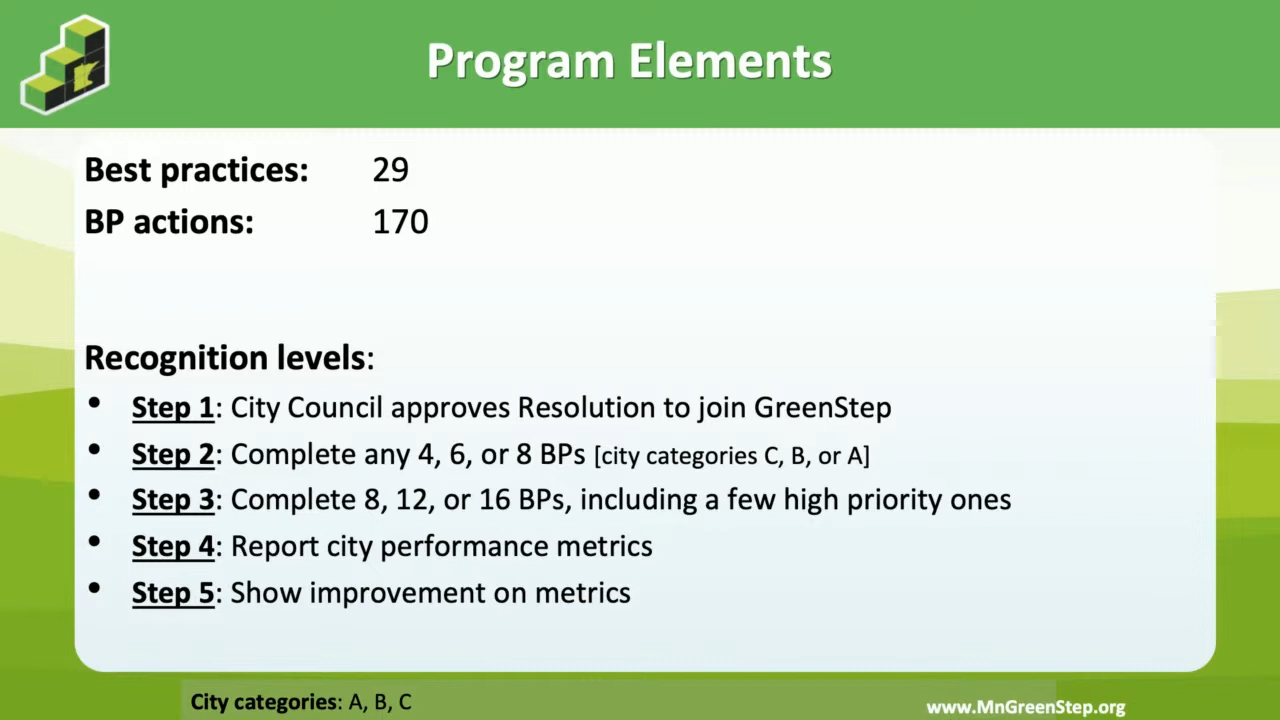 Program Elements
Best practices: 29
BP actions: 170
Recognition levels:
• Step 1: City Council approves Resolution to join GreenStep
• Step 2: Complete any 4, 6, or 8 BPs [city categories C, B, or A]
• Step 3: Complete 8, 12, or 16 BPs, including a few high priority ones
• Step 4: Report city performance metrics
• Step 5: Show improvement on metrics
City categories: A, B, C
www.MnGreenStep.org